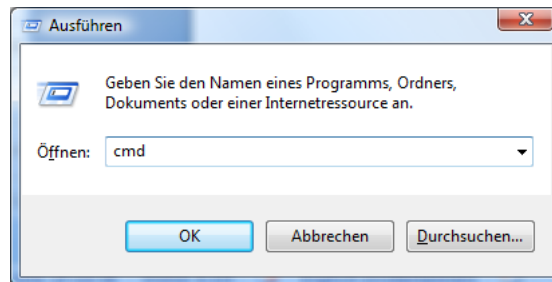 Ausführen
Geben Sie den Namen eines Programms, Ordners,
Dokuments oder einer Internetressource an.
Öffnen: cmd
OK Abbrechen Durchsuchen...